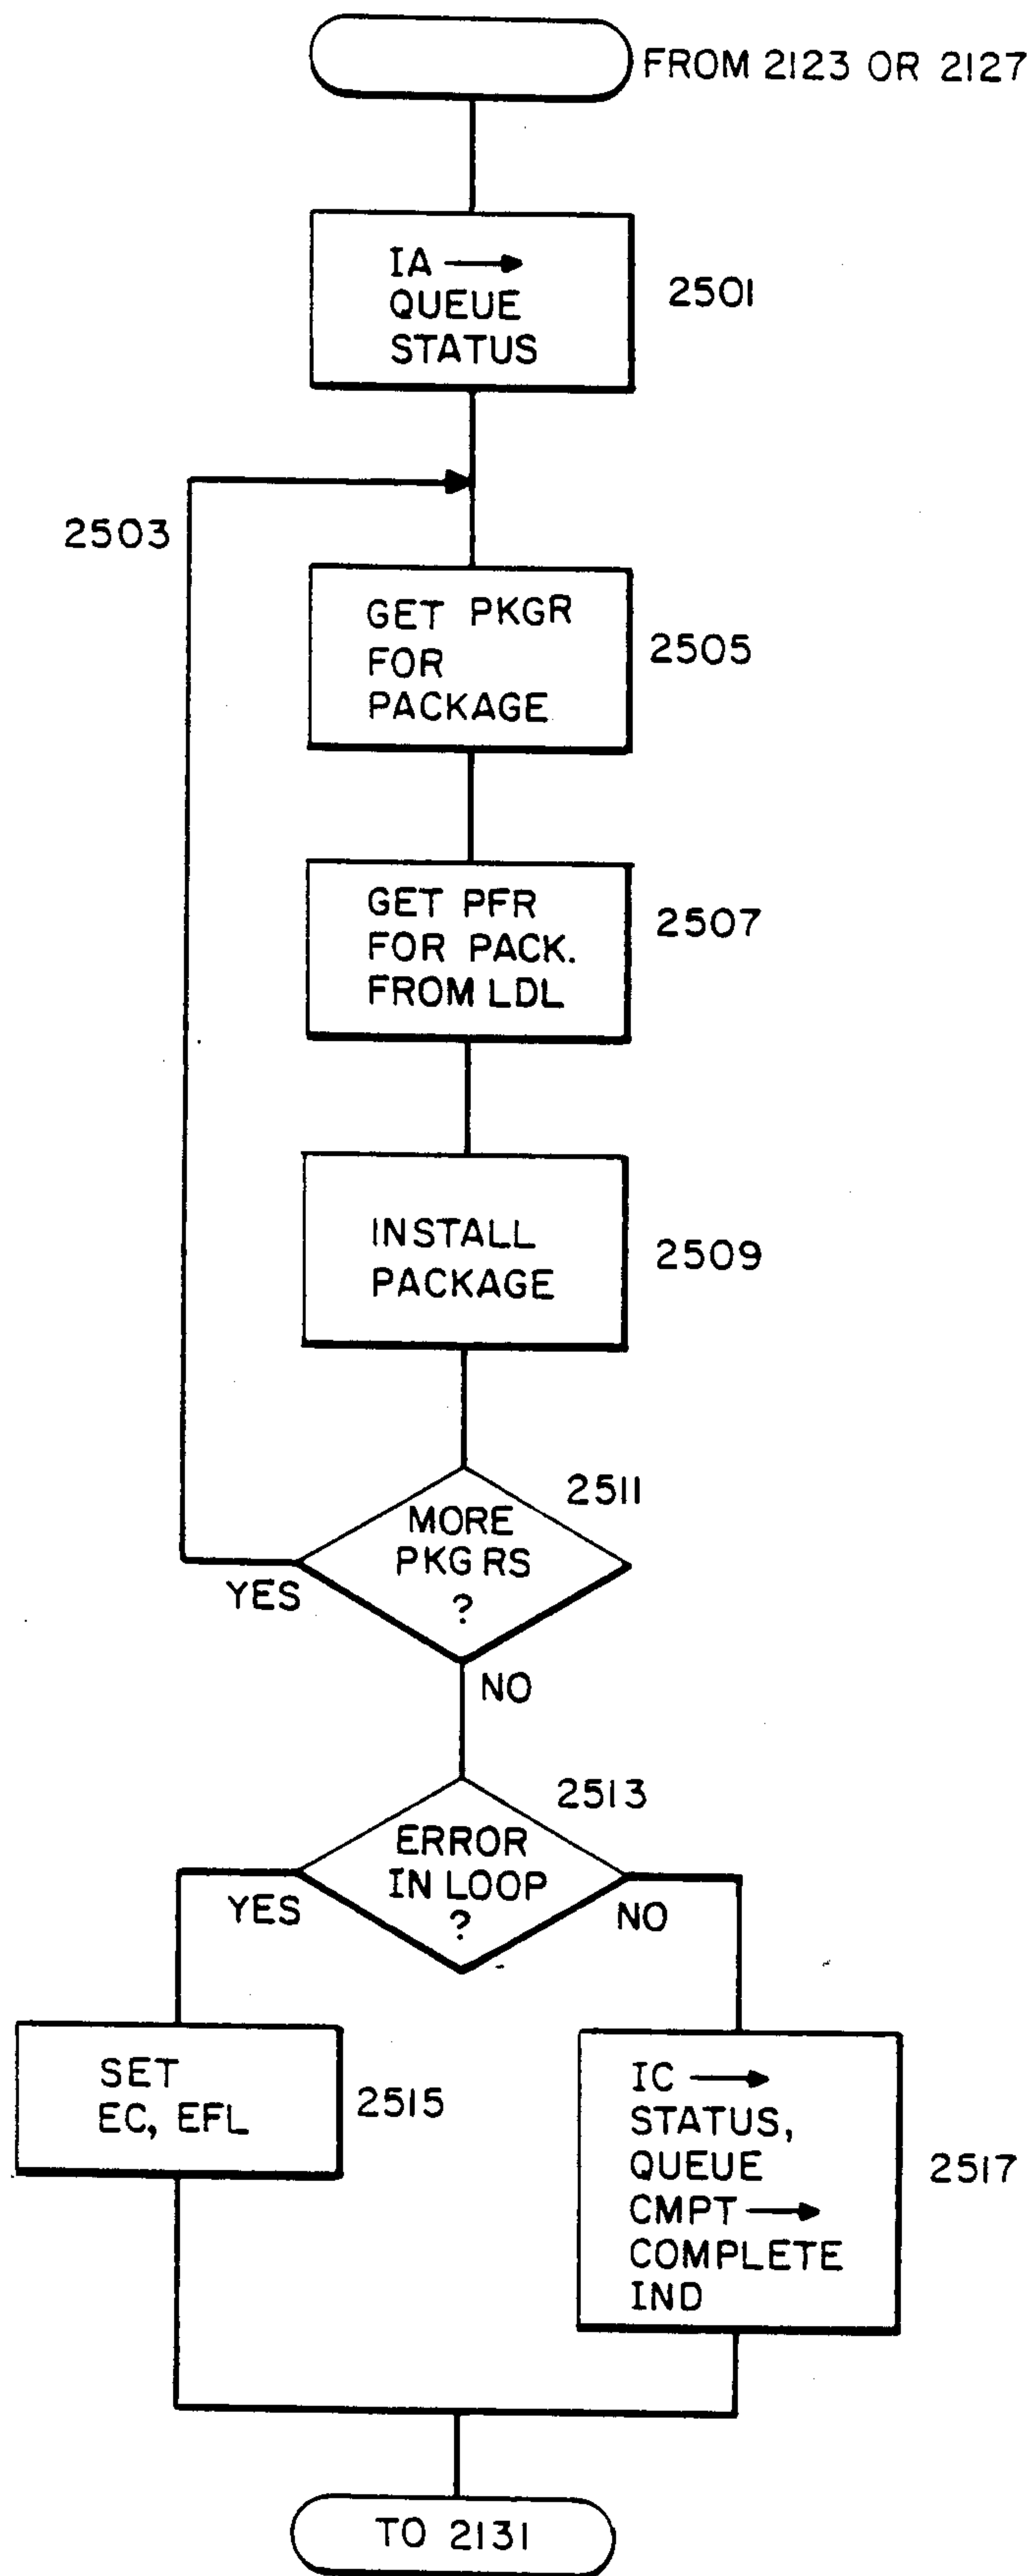 FROM 2123 OR 2127
IA →
QUEUE
STATUS
2501
2503
GET PKGR
FOR
PACKAGE
2505
GET PFR
FOR PACK.
FROM LDL
2507
INSTALL
PACKAGE
2509
2511
MORE
PKGRS
?
YES
NO
2513
ERROR
IN LOOP
?
YES
NO
SET
EC, EFL
2515
IC →
STATUS,
QUEUE
CMPT →
COMPLETE
IND
2517
TO 2131